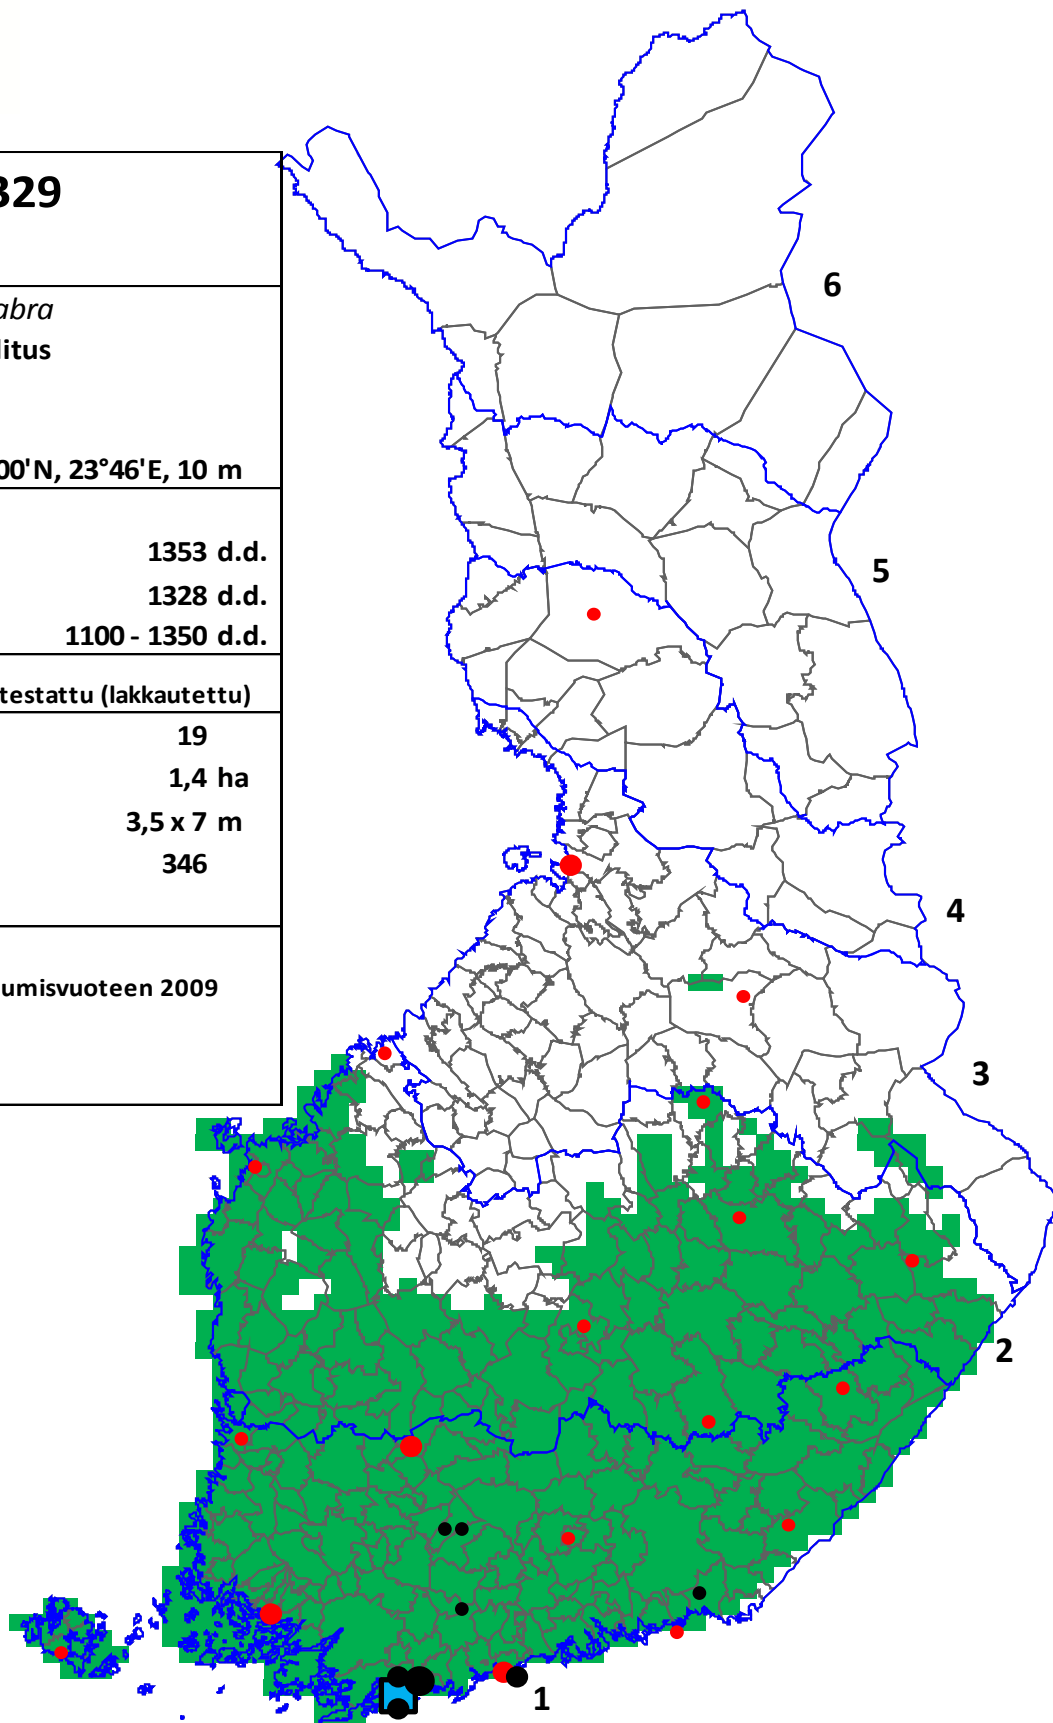 329
abra
litus
00'N, 23°46'E, 10 m
1353 d.d.
1328 d.d.
1100 - 1350 d.d.
testattu (lakkautettu)
19
1,4 ha
3,5 x 7 m
346
umisvuoteen 2009
6
5
4
3
2
1